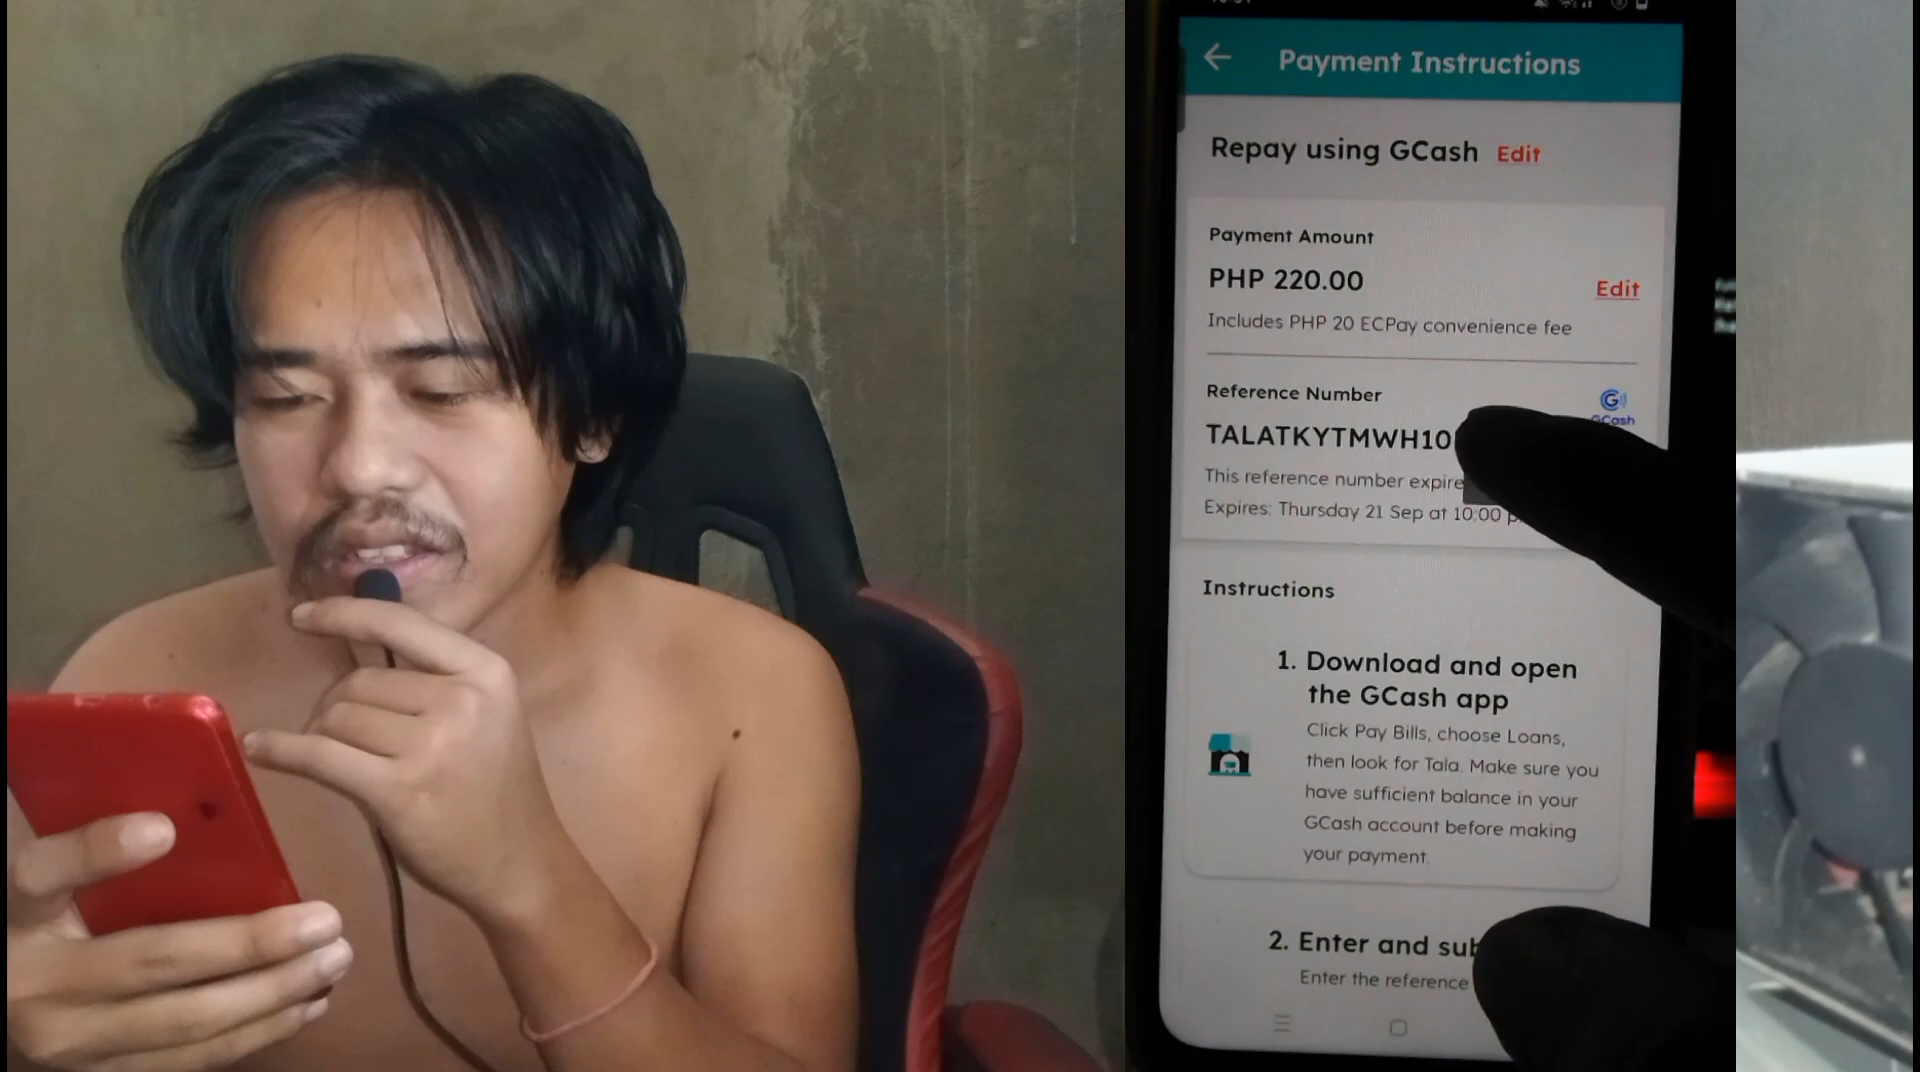 Payment Instructions
Repay using GCash Edit
Payment Amount
PHP 220.00
Edit
Includes PHP 20 ECPay convenience fee
Reference Number
GCash
TALATKYTMWH10
This reference number expire
Expires: Thursday 21 Sep at 10:00 p
Instructions
1. Download and open
the GCash app
Click Pay Bills, choose Loans,
then look for Tala. Make sure you
have sufficient balance in your
GCash account before making
your payment.
2. Enter and sub
Enter the reference